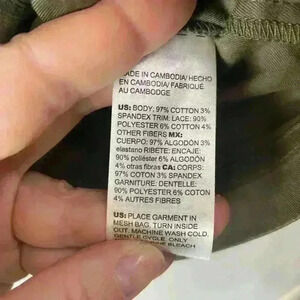 MADE IN CAMBODIA/ HECHO
EN CAMBODIA/ FABRIQUÉ
AU CAMBODGE
US: BODY: 97% COTTON 3%
SPANDEX TRIM: LACE: 90%
POLYESTER 6% COTTON 4%
OTHER FIBERS MX:
CUERPO: 97% ALGODÓN 3%
elastano RIBETE: ENCAJE:
90% poliéster 6% ALGODÓN
4% otras fibras CA: CORPS:
97% COTON 3% SPANDEX
GARNITURE: DENTELLE:
90% POLYESTER 6% COTON
4% AUTRES FIBRES
US: PLACE GARMENT IN
MESH BAG, TURN INSIDE
OUT. MACHINE WASH COLD,
GENTLE CYCLE. ONLY
BLEACH